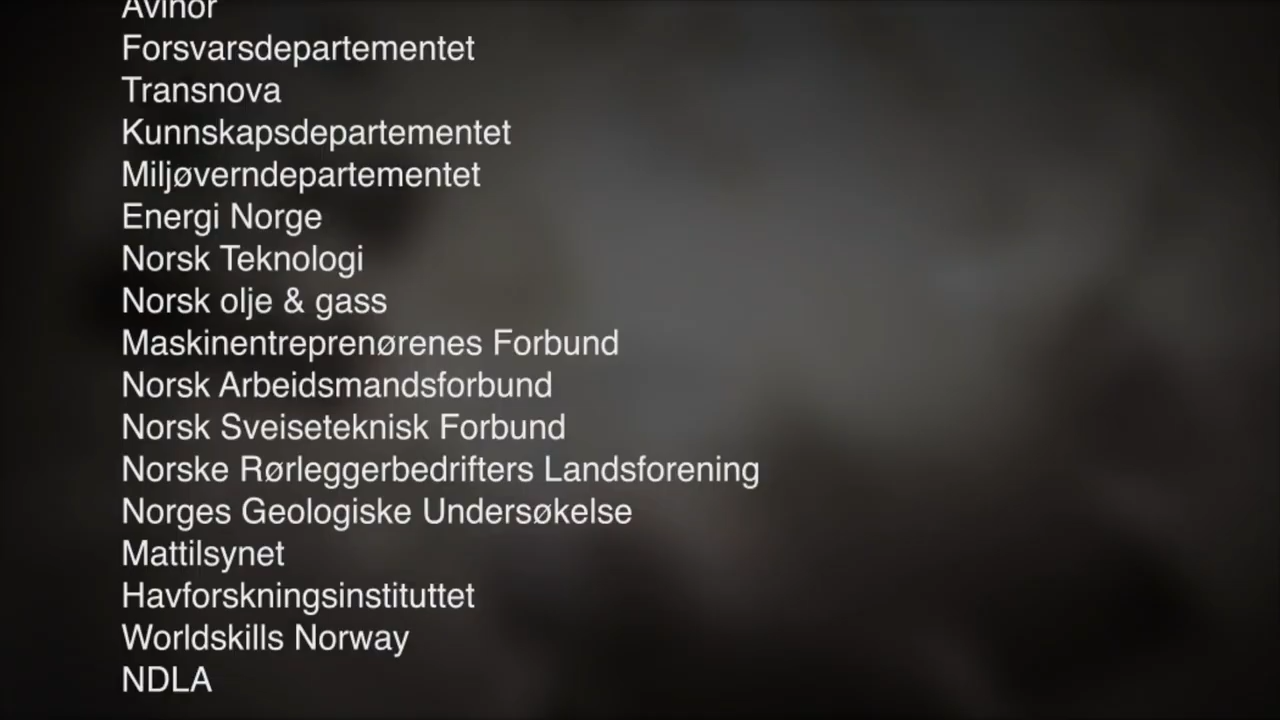 Avinor
Forsvarsdepartementet
Transnova
Kunnskapsdepartementet
Miljøverndepartementet
Energi Norge
Norsk Teknologi
Norsk olje & gass
Maskinentreprenørenes Forbund
Norsk Arbeidsmandsforbund
Norsk Sveiseteknisk Forbund
Norske Rørleggerbedrifters Landsforening
Norges Geologiske Undersøkelse
Mattilsynet
Havforskningsinstituttet
Worldskills Norway
NDLA